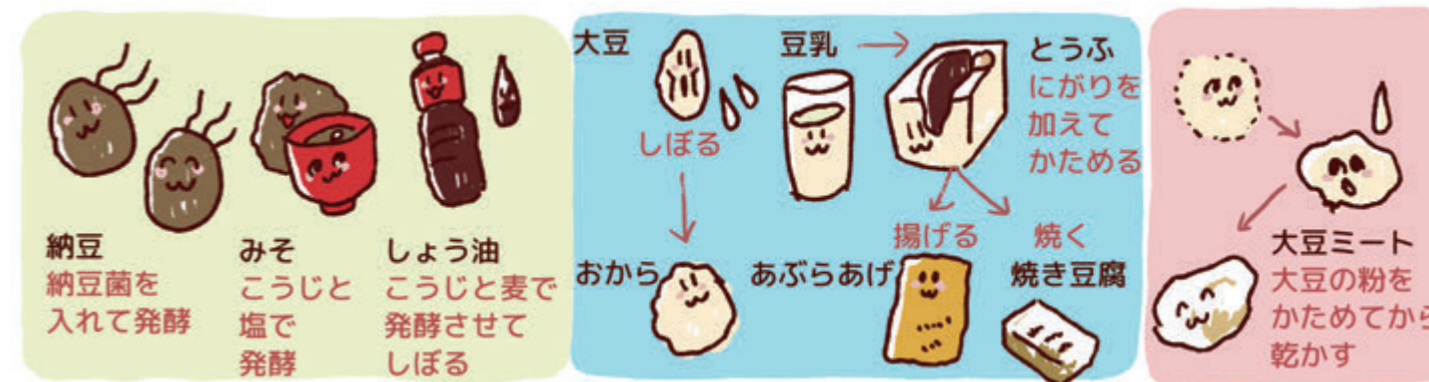 納豆
納豆菌を
入れて発酵
みそ
こうじと
塩で
発酵
しょう油
こうじと麦で
発酵させて
しぼる
大豆
しぼる
おから
豆乳
とうふ
にがりを
加えて
かためる
揚げる
あぶらあげ
焼く
焼き豆腐
大豆ミート
大豆の粉を
かためてから
乾かす